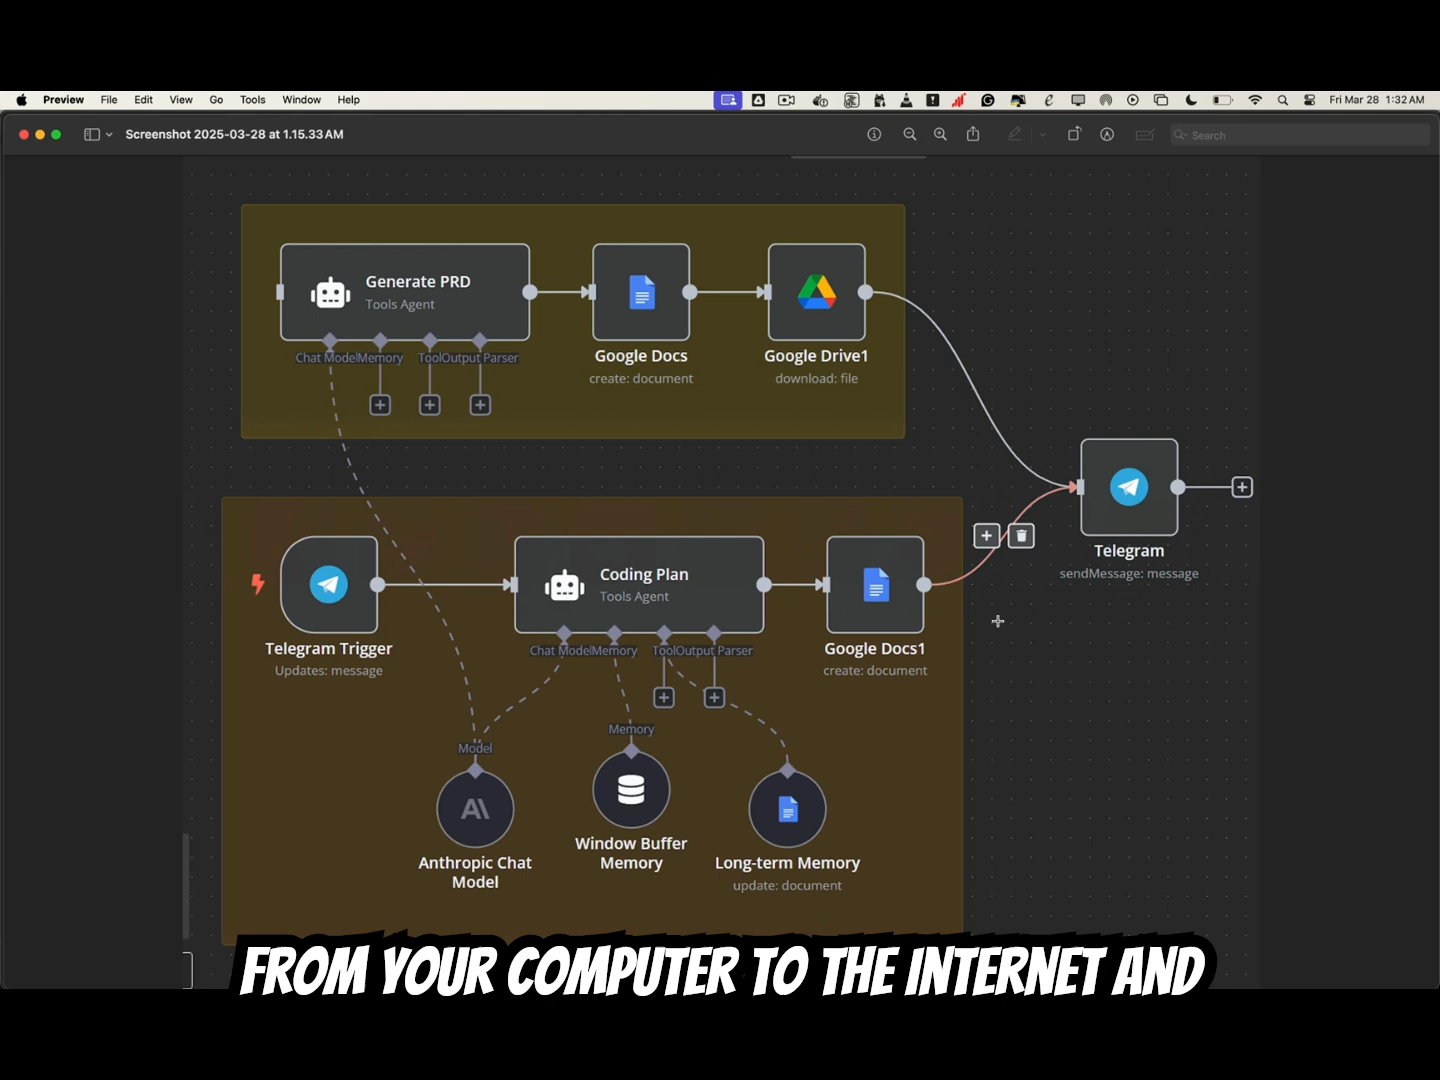 Preview File Edit View Go Tools Window Help Fri Mar 28 1:32 AM
Screenshot 2025-03-28 at 1.15.33 AM Search
Generate PRD
Tools Agent
Chat Model Memory Tool Output Parser
Google Docs
create: document
Google Drive1
download: file
Telegram
sendMessage: message
Telegram Trigger
Updates: message
Coding Plan
Tools Agent
Chat Model Memory Tool Output Parser
Google Docs1
create: document
Model
Memory
Anthropic Chat
Model
Window Buffer
Memory
Long-term Memory
update: document
FROM YOUR COMPUTER TO THE INTERNET AND